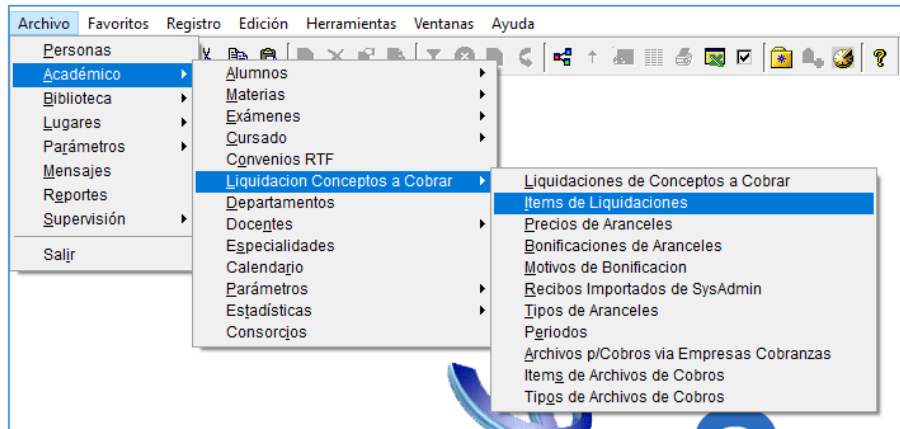 Archivo Favoritos Registro Edición Herramientas Ventanas Ayuda
Personas
Académico
Biblioteca
Lugares
Parámetros
Mensajes
Reportes
Supervisión
Salir
Alumnos
Materias
Exámenes
Cursado
Convenios RTF
Liquidacion Conceptos a Cobrar
Departamentos
Docentes
Especialidades
Calendario
Parámetros
Estadísticas
Consorcios
Liquidaciones de Conceptos a Cobrar
Items de Liquidaciones
Precios de Aranceles
Bonificaciones de Aranceles
Motivos de Bonificacion
Recibos Importados de SysAdmin
Tipos de Aranceles
Periodos
Archivos p/Cobros via Empresas Cobranzas
Items de Archivos de Cobros
Tipos de Archivos de Cobros